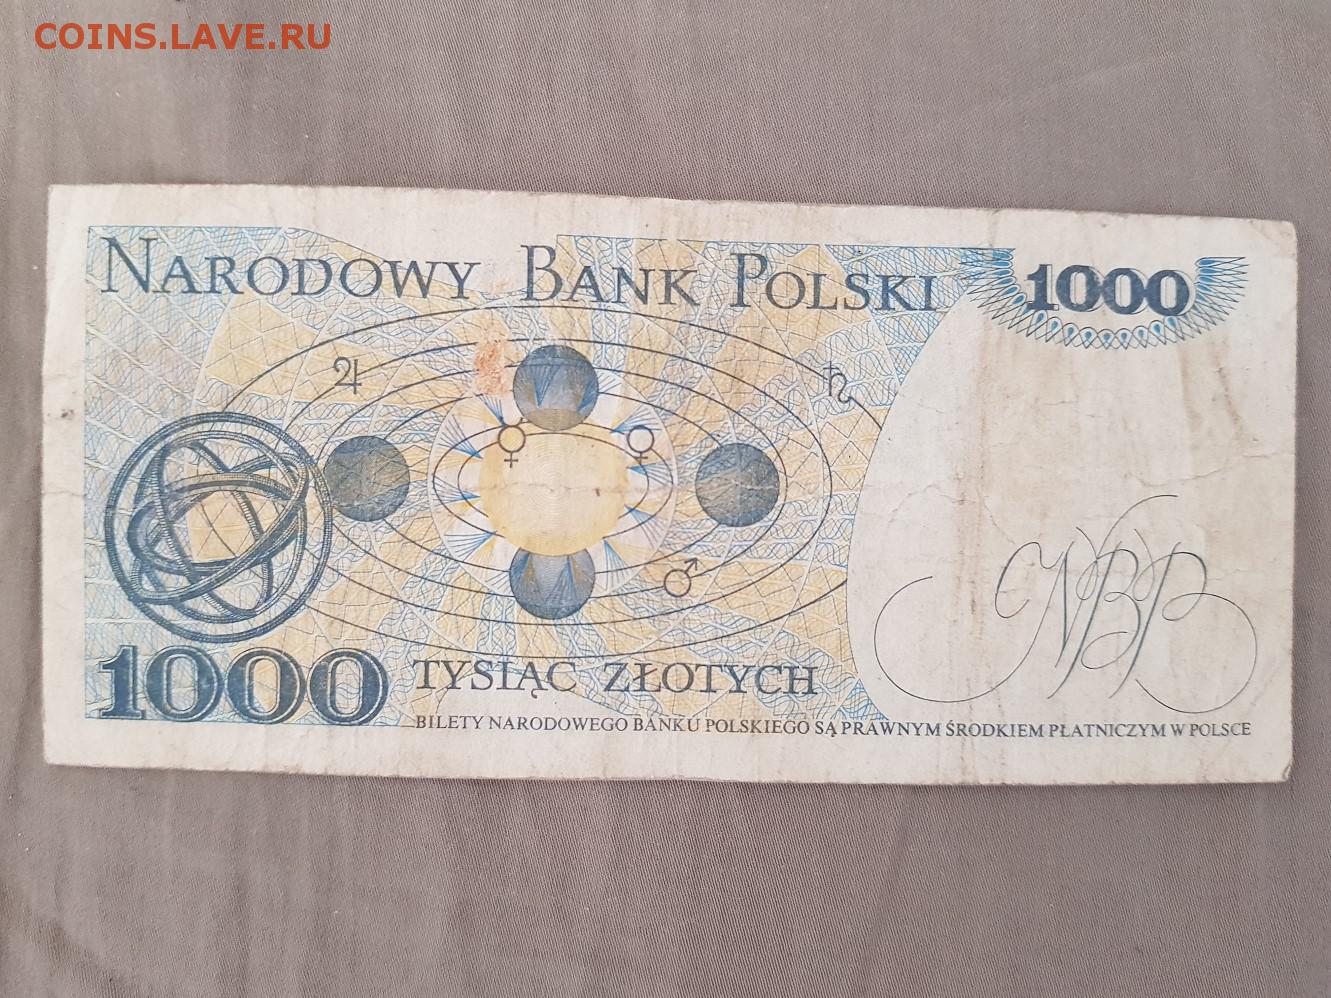 COINS.LAVE.RU
NARODOWY BANK POLSKI 1000
♃ ♄
☿ ♀
♂
NBP
1000 TYSIĄC ZŁOTYCH
BILETY NARODOWEGO BANKU POLSKIEGO SĄ PRAWNYM ŚRODKIEM PŁATNICZYM W POLSCE